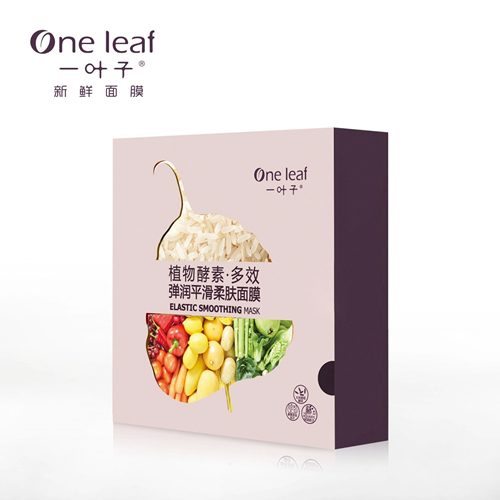 One leaf
一叶子®
新鲜面膜
One leaf
一叶子®
植物酵素·多效
弹润平滑柔肤面膜
ELASTIC SMOOTHING MASK